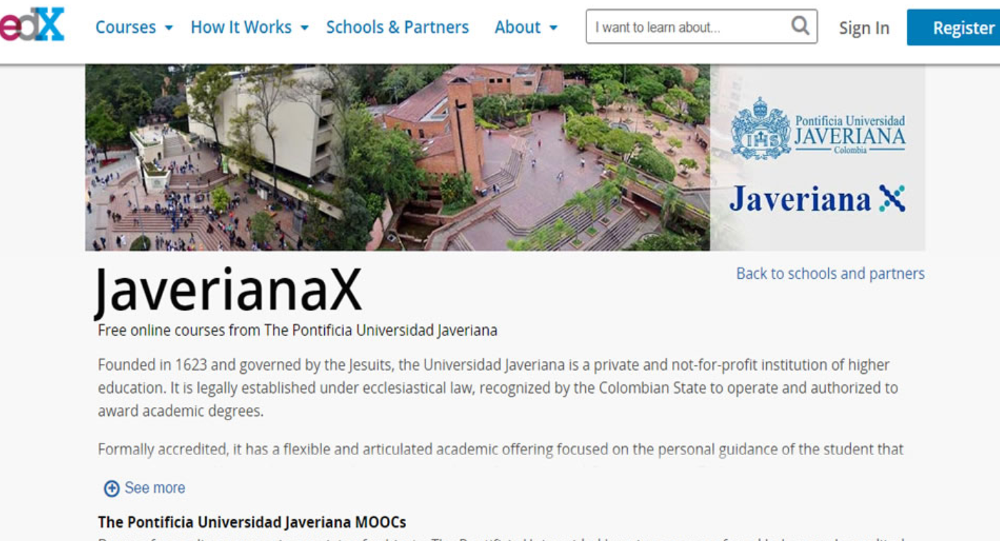 edX
Courses How It Works Schools & Partners About I want to learn about... Sign In Register
IHS
Pontificia Universidad
JAVERIANA
Colombia
Javeriana X
JaverianaX
Back to schools and partners
Free online courses from The Pontificia Universidad Javeriana
Founded in 1623 and governed by the Jesuits, the Universidad Javeriana is a private and not-for-profit institution of higher
education. It is legally established under ecclesiastical law, recognized by the Colombian State to operate and authorized to
award academic degrees.
Formally accredited, it has a flexible and articulated academic offering focused on the personal guidance of the student that
See more
The Pontificia Universidad Javeriana MOOCs